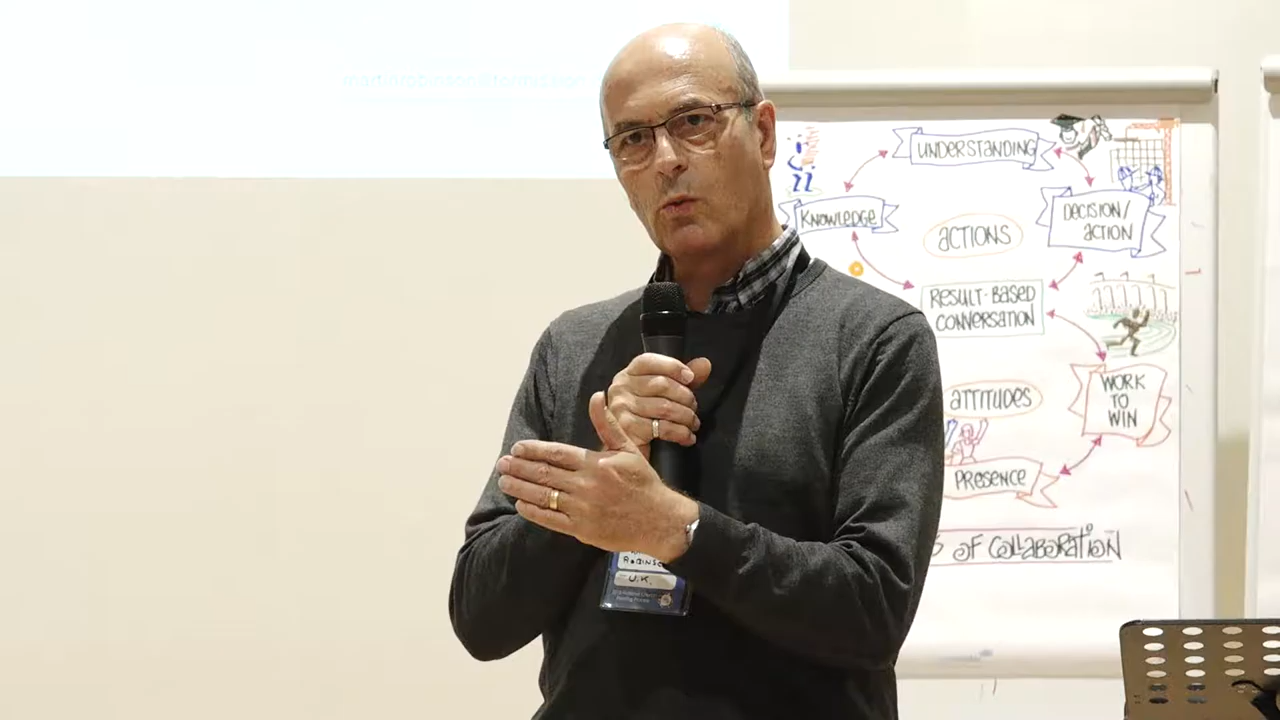 UNDERSTANDING
KNOWLEDGE
DECISION/
ACTION
ACTIONS
RESULT-BASED
CONVERSATION
ATTITUDES
WORK
TO
WIN
PRESENCE
OF COLLABORATION
U.K.